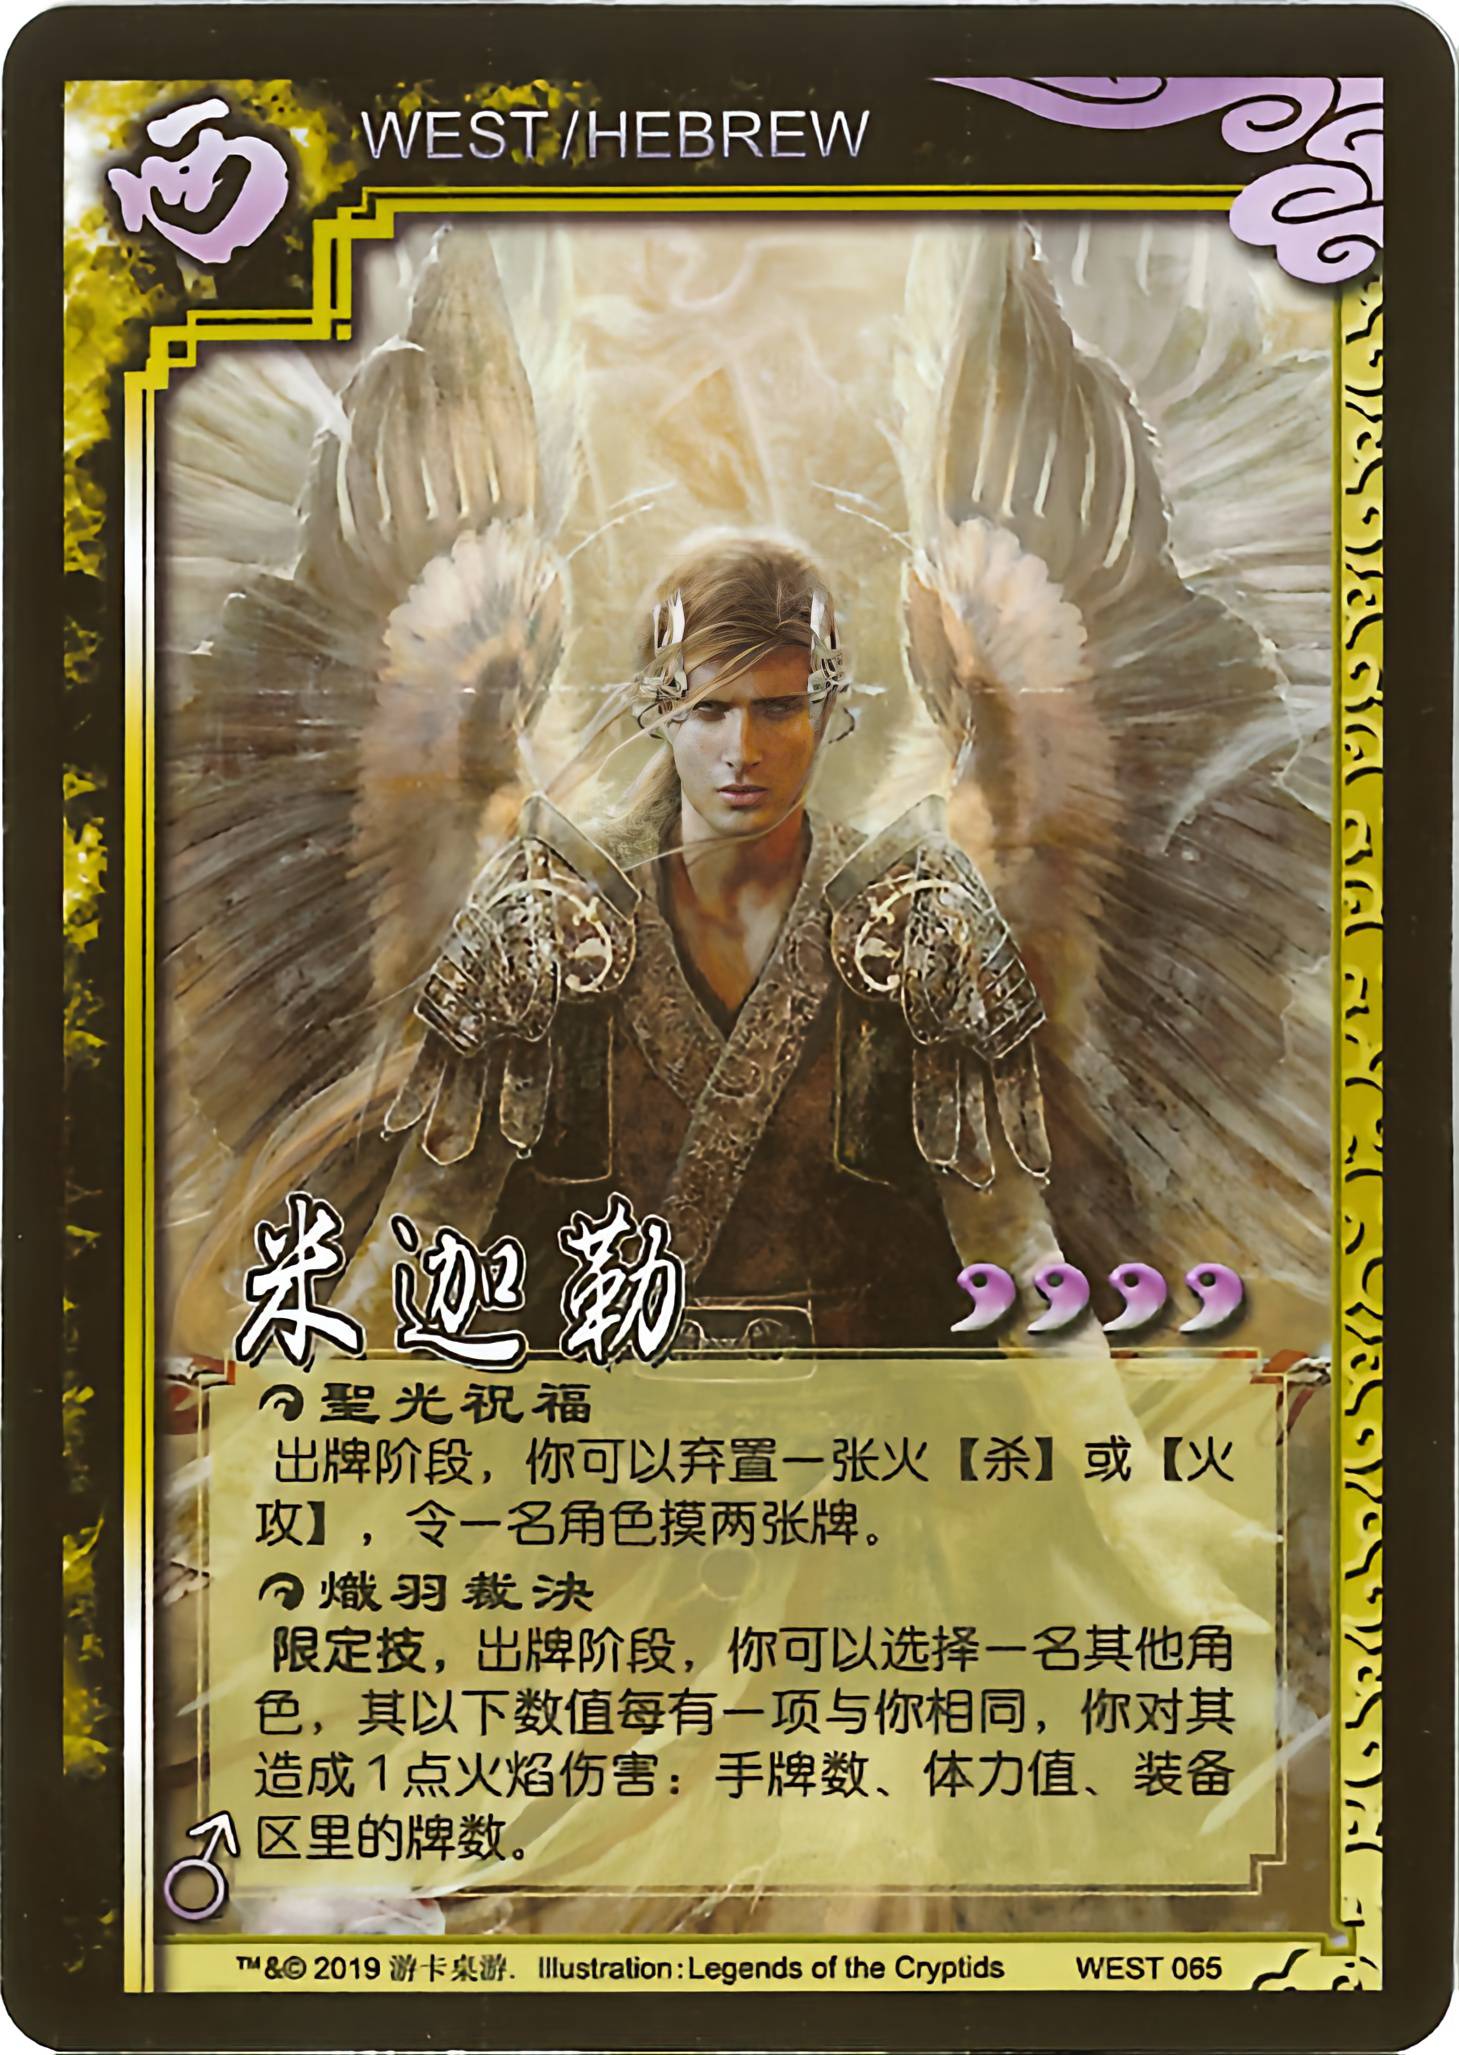 西
WEST/HEBREW
米迦勒
聖光祝福
出牌阶段，你可以弃置一张火【杀】或【火
攻】，令一名角色摸两张牌。
熾羽裁決
限定技，出牌阶段，你可以选择一名其他角
色，其以下数值每有一项与你相同，你对其
造成1点火焰伤害：手牌数、体力值、装备
区里的牌数。
™&© 2019 游卡桌游. Illustration:Legends of the Cryptids WEST 065